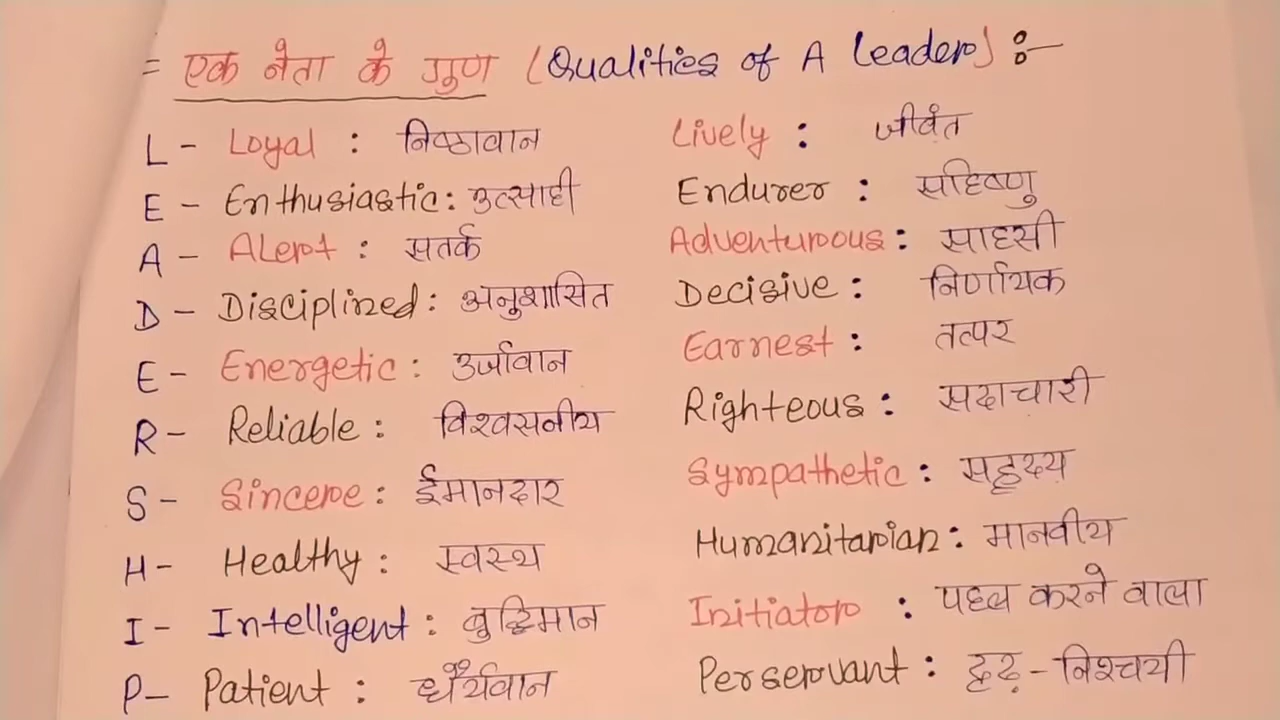 = एक नेता के गुण (Qualities of A Leader) :-
L - Loyal : निष्ठावान Lively : जीवंत
E - Enthusiastic : उत्साही Endurer : सहिष्णु
A - Alert : सतर्क Adventurous : साहसी
D - Disciplined : अनुशासित Decisive : निर्णायक
E - Energetic : उर्जावान Earnest : तत्पर
R - Reliable : विश्वसनीय Righteous : सदाचारी
S - Sincere : ईमानदार Sympathetic : सहृदय
H - Healthy : स्वस्थ Humanitarian : मानवीय
I - Intelligent : बुद्धिमान Initiator : पहल करने वाला
P - Patient : धैर्यवान Perservant : दृढ़ - निश्चयी